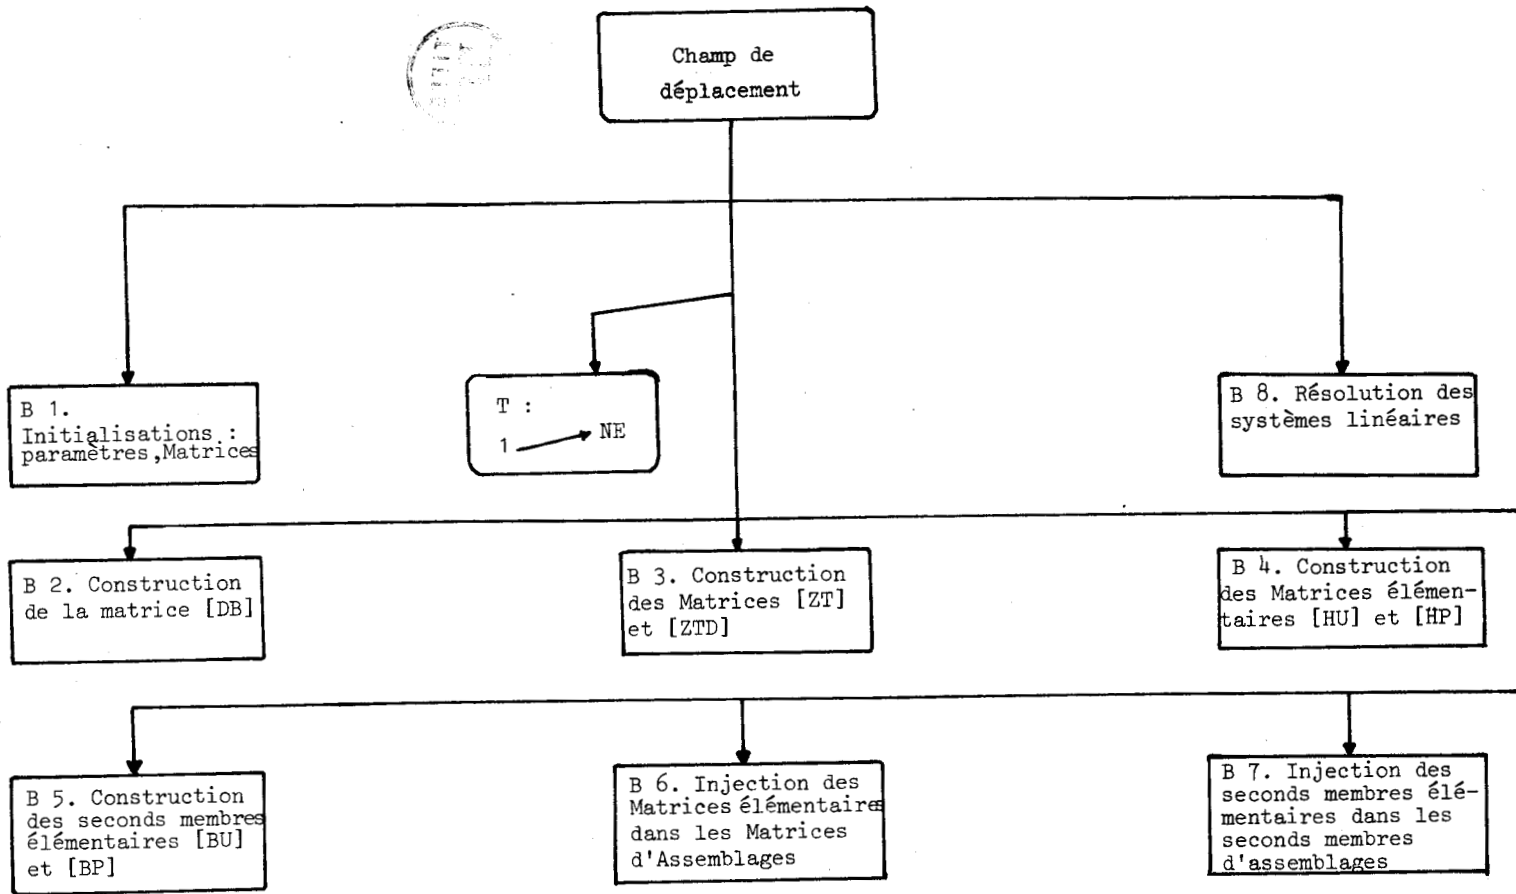 Champ de
déplacement
B 1.
Initialisations :
paramètres,Matrices
T :
1 NE
B 8. Résolution des
systèmes linéaires
B 2. Construction
de la matrice [DB]
B 3. Construction
des Matrices [ZT]
et [ZTD]
B 4. Construction
des Matrices élémen-
taires [HU] et [HP]
B 5. Construction
des seconds membres
élémentaires [BU]
et [BP]
B 6. Injection des
Matrices élémentaires
dans les Matrices
d'Assemblages
B 7. Injection des
seconds membres élé-
mentaires dans les
seconds membres
d'assemblages